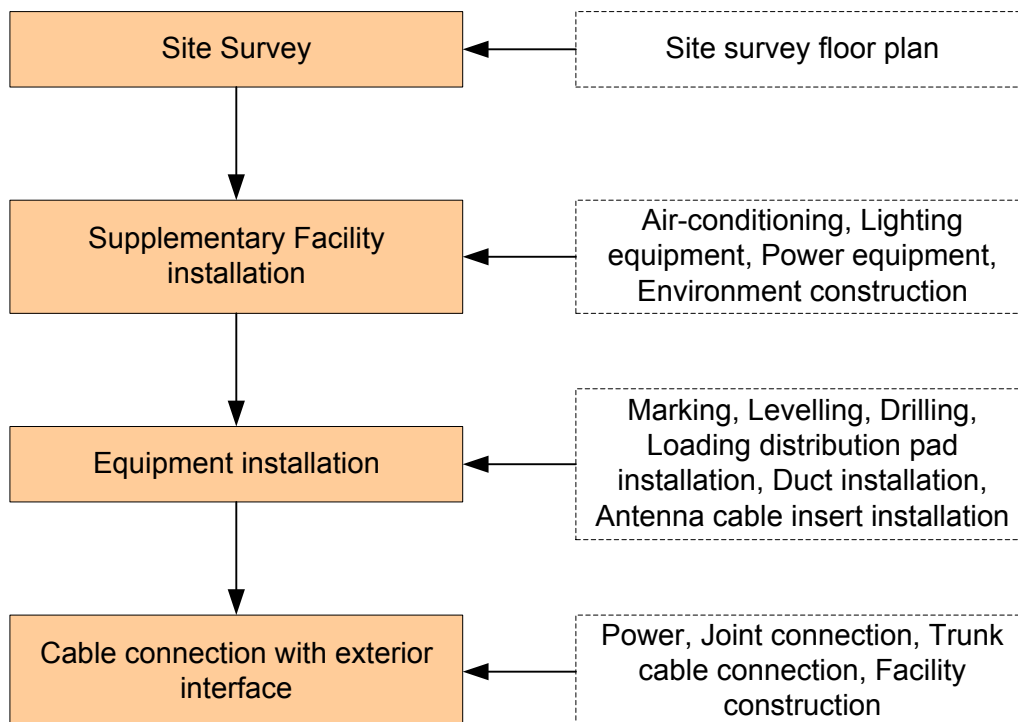 Site Survey
Site survey floor plan
Supplementary Facility
installation
Air-conditioning, Lighting
equipment, Power equipment,
Environment construction
Equipment installation
Marking, Levelling, Drilling,
Loading distribution pad
installation, Duct installation,
Antenna cable insert installation
Cable connection with exterior
interface
Power, Joint connection, Trunk
cable connection, Facility
construction